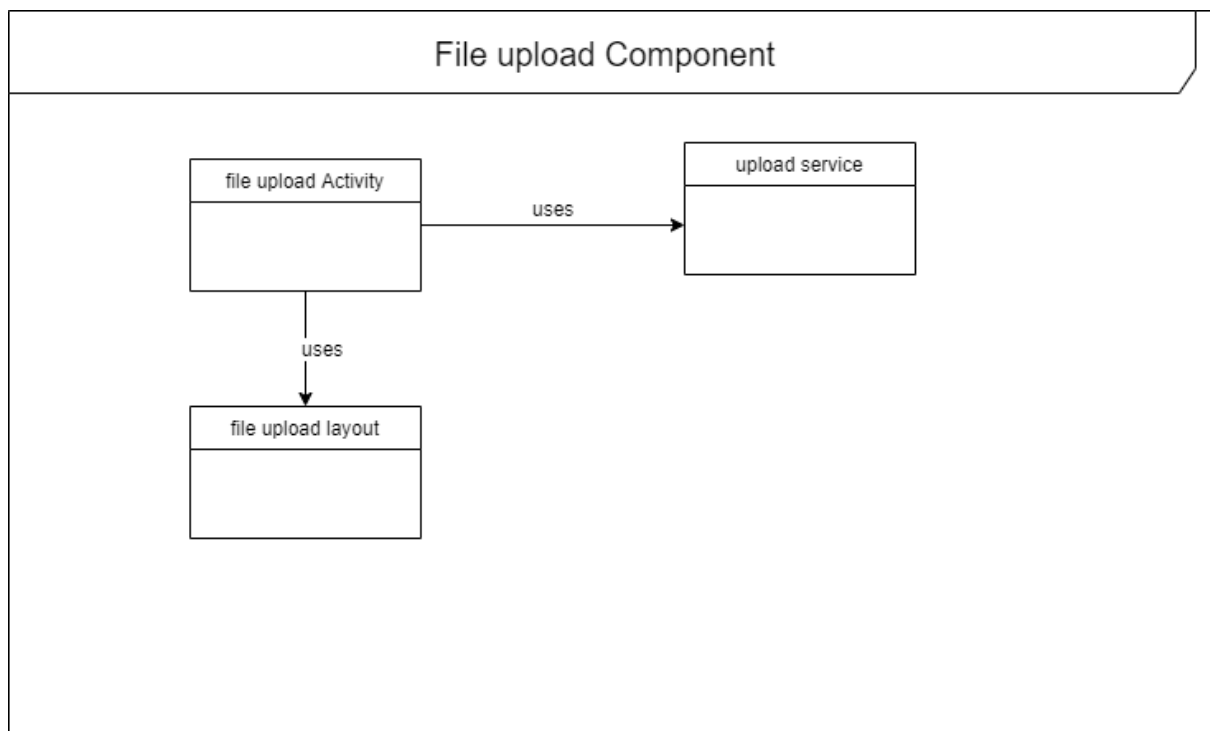 File upload Component
file upload Activity
upload service
uses
uses
file upload layout